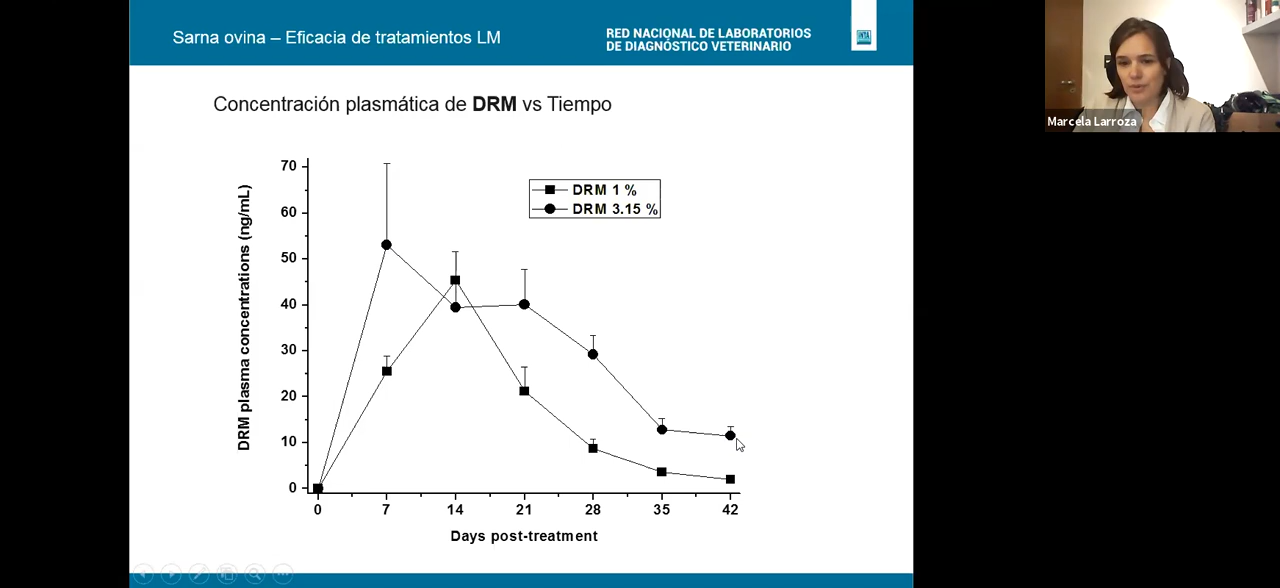 Sarna ovina – Eficacia de tratamientos LM
RED NACIONAL DE LABORATORIOS
DE DIAGNÓSTICO VETERINARIO
INTA
Marcela Larroza
Concentración plasmática de DRM vs Tiempo
DRM 1 %
DRM 3.15 %
DRM plasma concentrations (ng/mL)
70
60
50
40
30
20
10
0
0 7 14 21 28 35 42
Days post-treatment